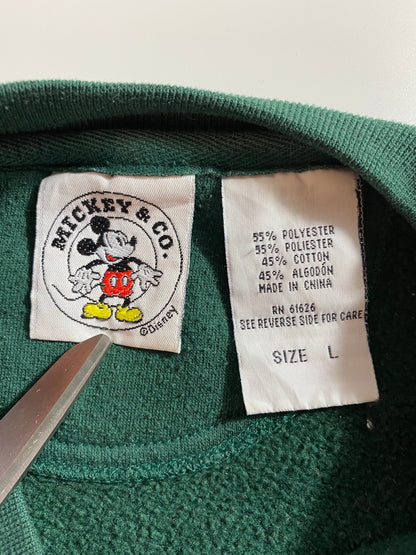 MICKEY & CO.
©Disney
55% POLYESTER
55% POLIESTER
45% COTTON
45% ALGODÓN
MADE IN CHINA
RN 61626
SEE REVERSE SIDE FOR CARE
SIZE L